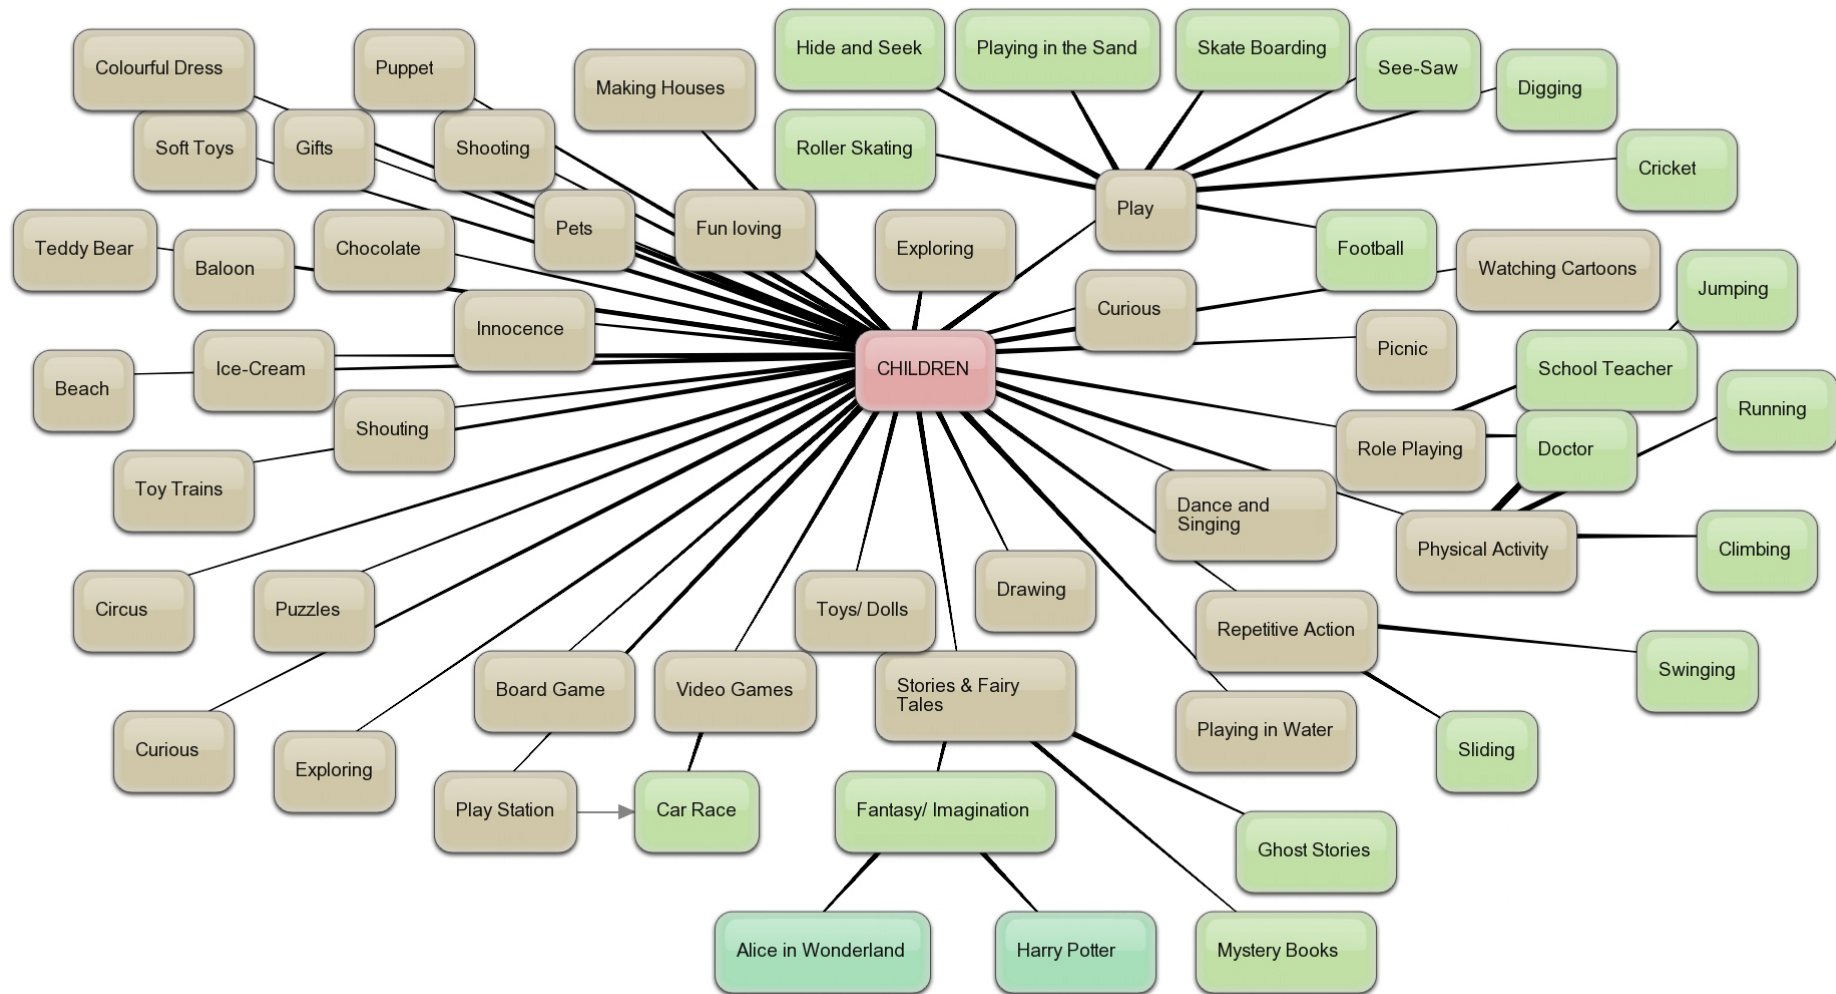 Hide and Seek
Playing in the Sand
Skate Boarding
Colourful Dress
Puppet
See-Saw
Making Houses
Digging
Soft Toys
Gifts
Shooting
Roller Skating
Cricket
Play
Pets
Fun loving
Teddy Bear
Chocolate
Exploring
Football
Baloon
Watching Cartoons
Jumping
Curious
Innocence
Picnic
Ice-Cream
CHILDREN
School Teacher
Beach
Running
Shouting
Role Playing
Doctor
Toy Trains
Dance and
Singing
Physical Activity
Climbing
Drawing
Circus
Puzzles
Toys/ Dolls
Repetitive Action
Swinging
Board Game
Video Games
Stories & Fairy
Tales
Playing in Water
Curious
Sliding
Exploring
Play Station
Car Race
Fantasy/ Imagination
Ghost Stories
Alice in Wonderland
Harry Potter
Mystery Books